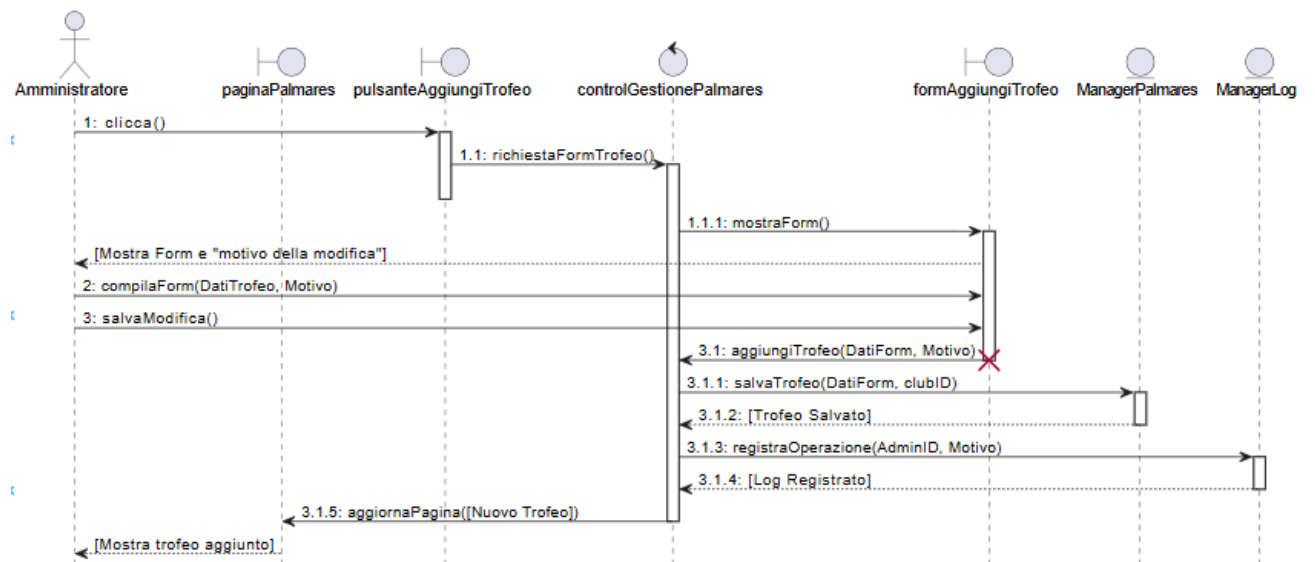 Amministratore
paginaPalmares
pulsanteAggiungiTrofeo
controlGestionePalmares
formAggiungiTrofeo
ManagerPalmares
ManagerLog
1: clicca()
1.1: richiestaFormTrofeo()
1.1.1: mostraForm()
[Mostra Form e "motivo della modifica"]
2: compilaForm(DatiTrofeo, Motivo)
3: salvaModifica()
3.1: aggiungiTrofeo(DatiForm, Motivo)
3.1.1: salvaTrofeo(DatiForm, clubID)
3.1.2: [Trofeo Salvato]
3.1.3: registraOperazione(AdminID, Motivo)
3.1.4: [Log Registrato]
3.1.5: aggiornaPagina([Nuovo Trofeo])
[Mostra trofeo aggiunto]